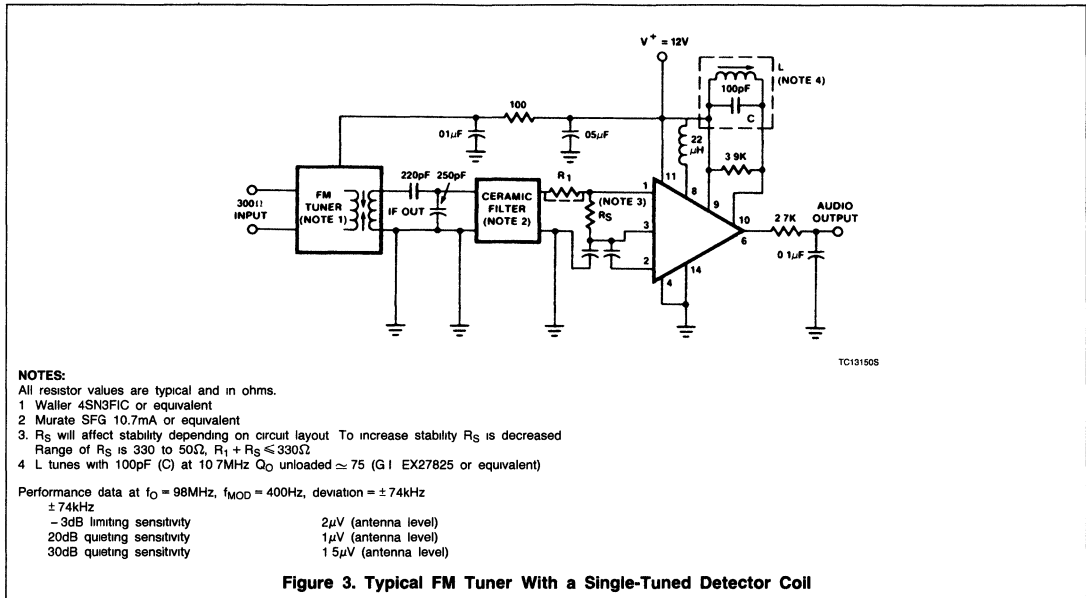 V+ = 12V
L
(NOTE 4)
100pF
C
100
01μF
05μF
22
μH
3 9K
220pF
250pF
R1
FM
TUNER
(NOTE 1)
300Ω
INPUT
IF OUT
CERAMIC
FILTER
(NOTE 2)
(NOTE 3)
RS
1
3
2
11
8
9
10
6
14
4
2 7K
AUDIO
OUTPUT
0 1μF
TC13150S
NOTES:
All resistor values are typical and in ohms.
1 Waller 4SN3FIC or equivalent
2 Murate SFG 10.7mA or equivalent
3. RS will affect stability depending on circuit layout To increase stability RS is decreased
Range of RS is 330 to 50Ω, R1 + RS ≤ 330Ω
4 L tunes with 100pF (C) at 10 7MHz QO unloaded ≃ 75 (G I EX27825 or equivalent)
Performance data at fO = 98MHz, fMOD = 400Hz, deviation = ± 74kHz
± 74kHz
– 3dB limiting sensitivity 2μV (antenna level)
20dB quieting sensitivity 1μV (antenna level)
30dB quieting sensitivity 1 5μV (antenna level)
Figure 3. Typical FM Tuner With a Single-Tuned Detector Coil